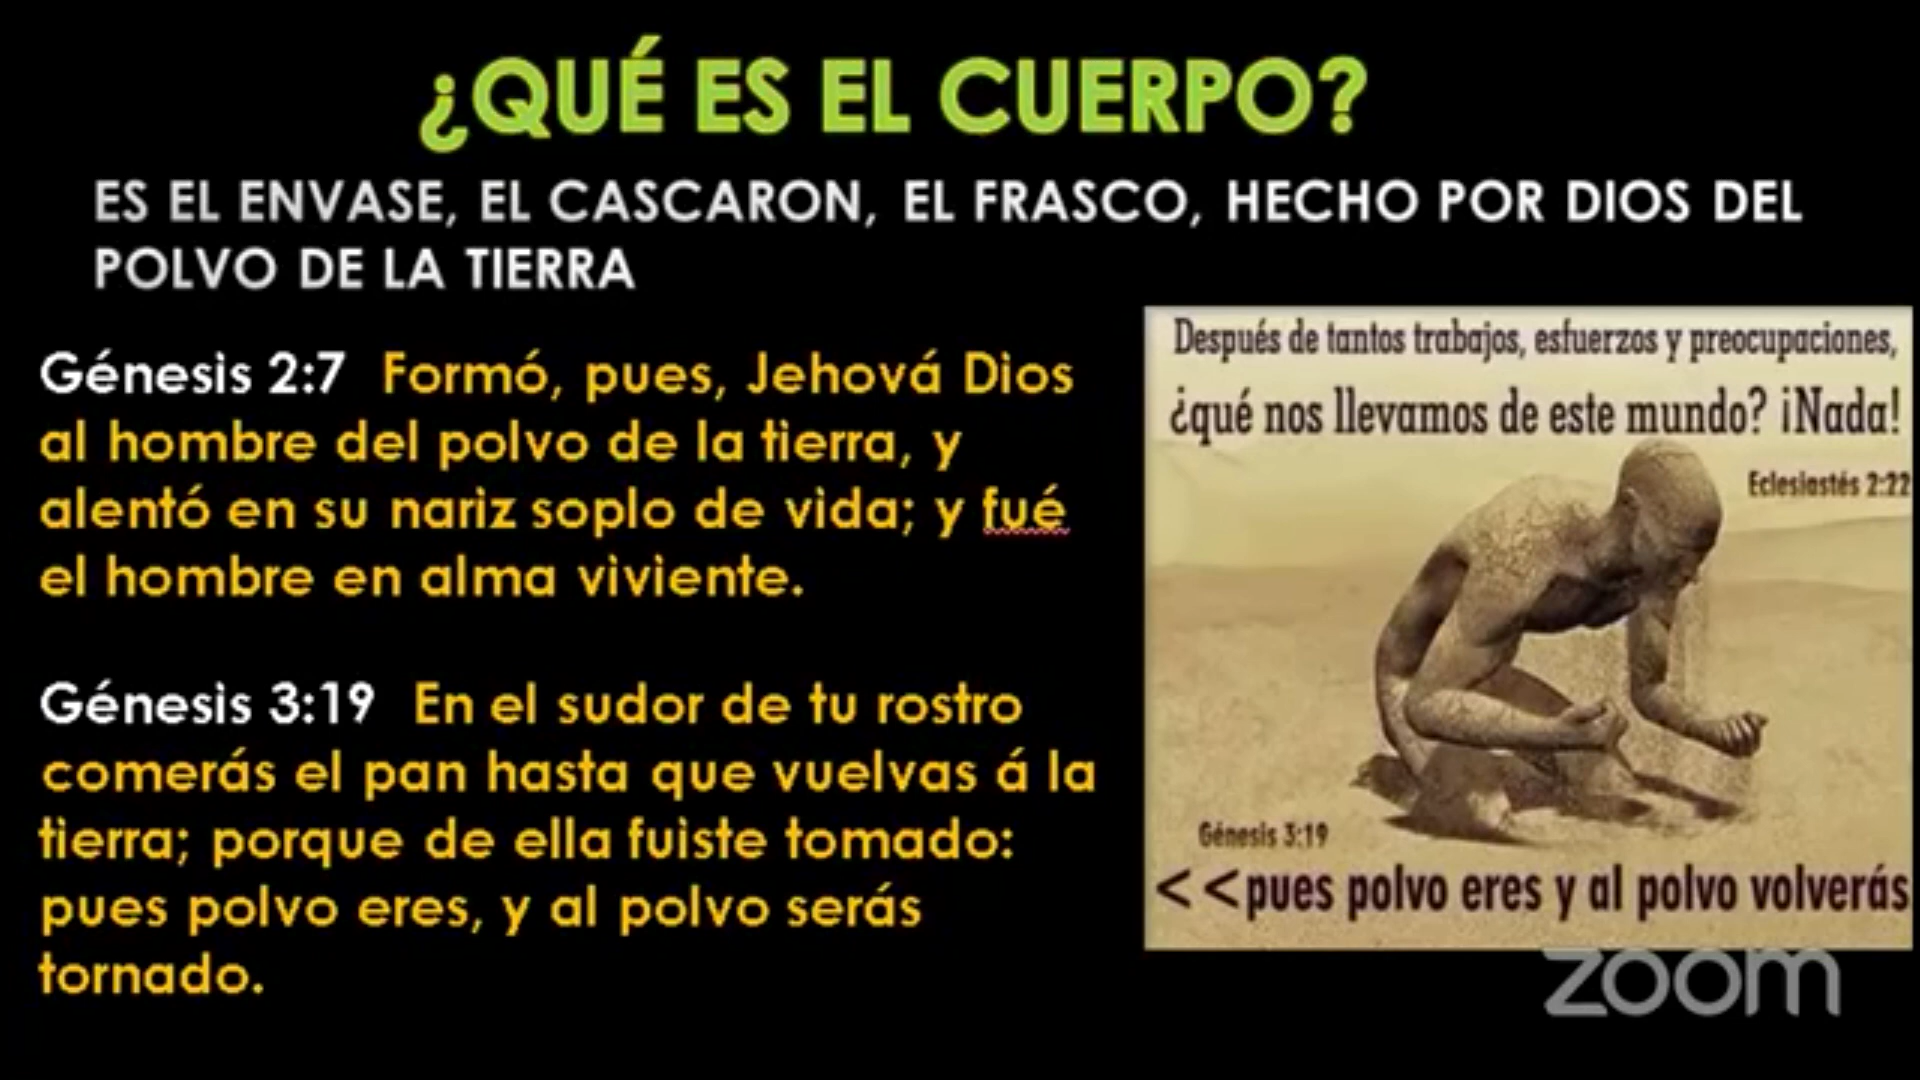 ¿QUÉ ES EL CUERPO?
ES EL ENVASE, EL CASCARON, EL FRASCO, HECHO POR DIOS DEL
POLVO DE LA TIERRA
Génesis 2:7 Formó, pues, Jehová Dios
al hombre del polvo de la tierra, y
alentó en su nariz soplo de vida; y fué
el hombre en alma viviente.
Génesis 3:19 En el sudor de tu rostro
comerás el pan hasta que vuelvas á la
tierra; porque de ella fuiste tomado:
pues polvo eres, y al polvo serás
tornado.
Después de tantos trabajos, esfuerzos y preocupaciones,
¿qué nos llevamos de este mundo? ¡Nada!
Eclesiastés 2:22
Génesis 3:19
<<pues polvo eres y al polvo volverás
zoom